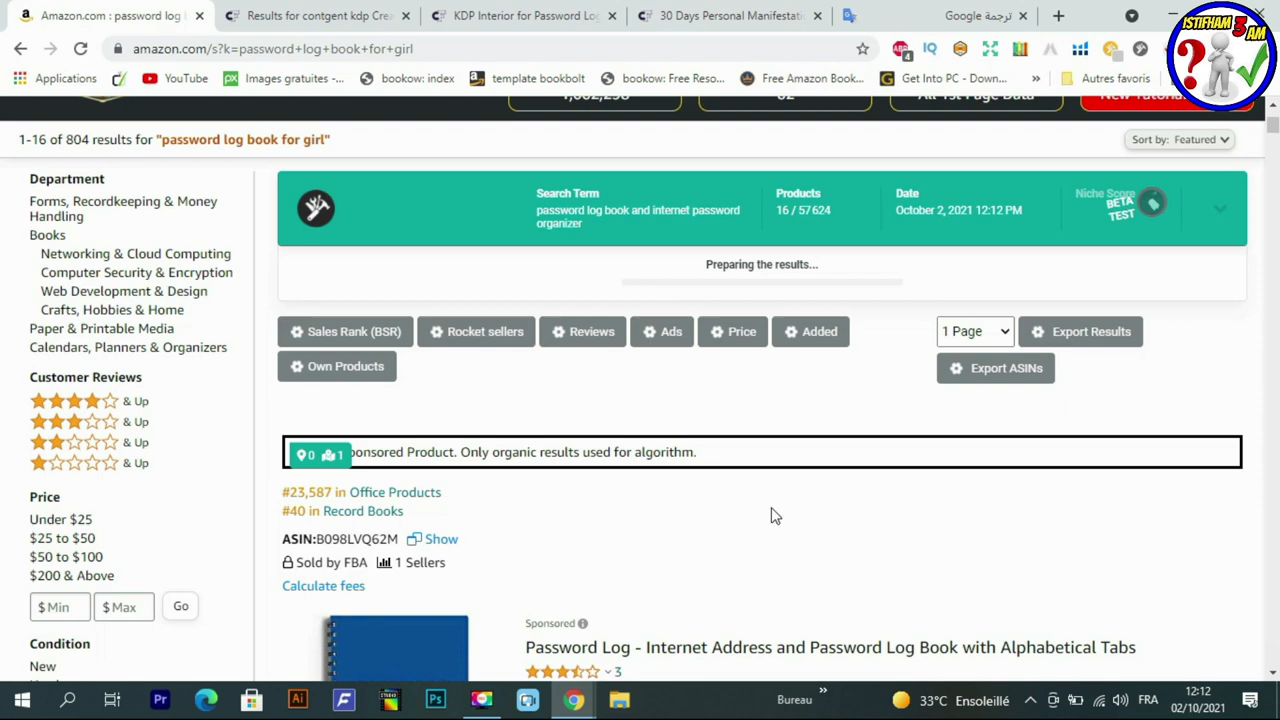 Amazon.com : password log b
Results for contgent kdp Cre
KDP Interior for Password Lo
30 Days Personal Manifestati
ترجمة Google
ISTIFHAM 3 AM
amazon.com/s?k=password+log+book+for+girl
ABP 4 IQ
Applications YouTube Images gratuites -... bookow: index template bookbolt bookow: Free Reso... Free Amazon Book... Get Into PC - Down... » Autres favoris
1-16 of 804 results for "password log book for girl"
Sort by: Featured
Department
Forms, Recordkeeping & Money
Handling
Books
Networking & Cloud Computing
Computer Security & Encryption
Web Development & Design
Crafts, Hobbies & Home
Paper & Printable Media
Calendars, Planners & Organizers
Customer Reviews
& Up
& Up
& Up
& Up
Price
Under $25
$25 to $50
$50 to $100
$200 & Above
$ Min $ Max Go
Condition
New
Search Term
password log book and internet password
organizer
Products
16 / 57624
Date
October 2, 2021 12:12 PM
Niche Score
BETA
TEST
Preparing the results...
Sales Rank (BSR) Rocket sellers Reviews Ads Price Added
1 Page Export Results
Own Products
Export ASINs
0 1 ponsored Product. Only organic results used for algorithm.
#23,587 in Office Products
#40 in Record Books
ASIN:B098LVQ62M Show
Sold by FBA 1 Sellers
Calculate fees
Sponsored
Password Log - Internet Address and Password Log Book with Alphabetical Tabs
3
Pr Ai F STUDIO Ps
Bureau » 33°C Ensoleillé FRA
12:12
02/10/2021